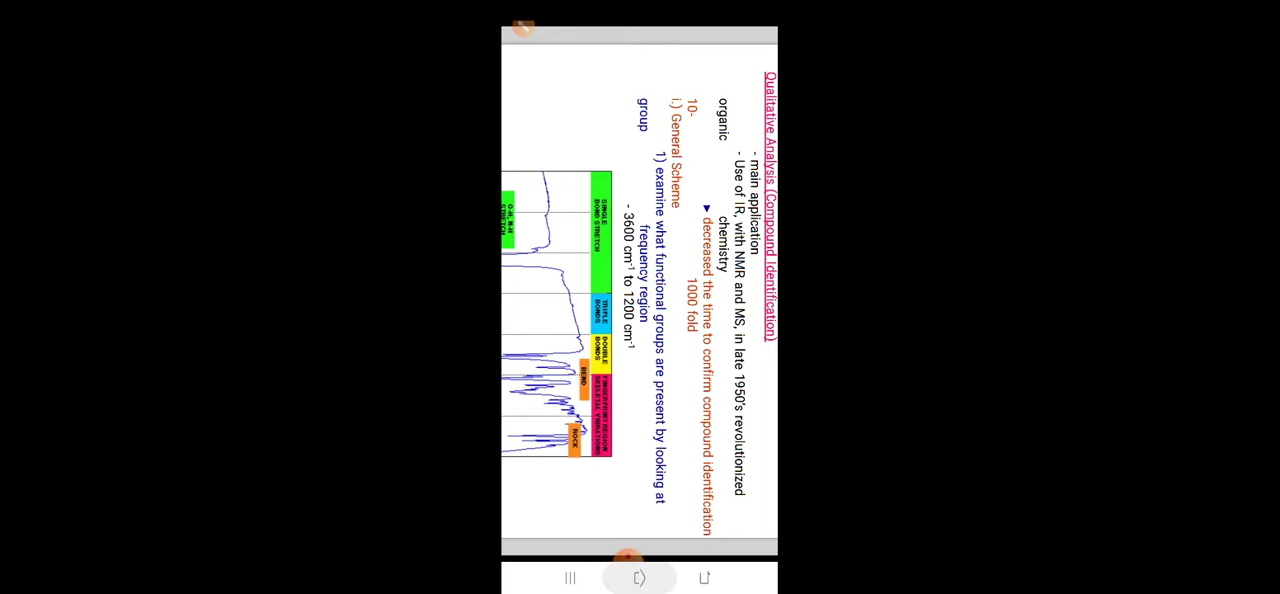 Qualitative Analysis (Compound Identification)
- main application
- Use of IR, with NMR and MS, in late 1950's revolutionized
organic chemistry
► decreased the time to confirm compound identification
10- 1000 fold
i.) General Scheme
1) examine what functional groups are present by looking at
group frequency region
- 3600 cm-1 to 1200 cm-1
SINGLE
BOND STRETCH
TRIPLE
BONDS
DOUBLE
BONDS
FINGERPRINT REGION
SKELETAL VIBRATIONS
BEND
ROCK
O-H, N-H
STRETCH